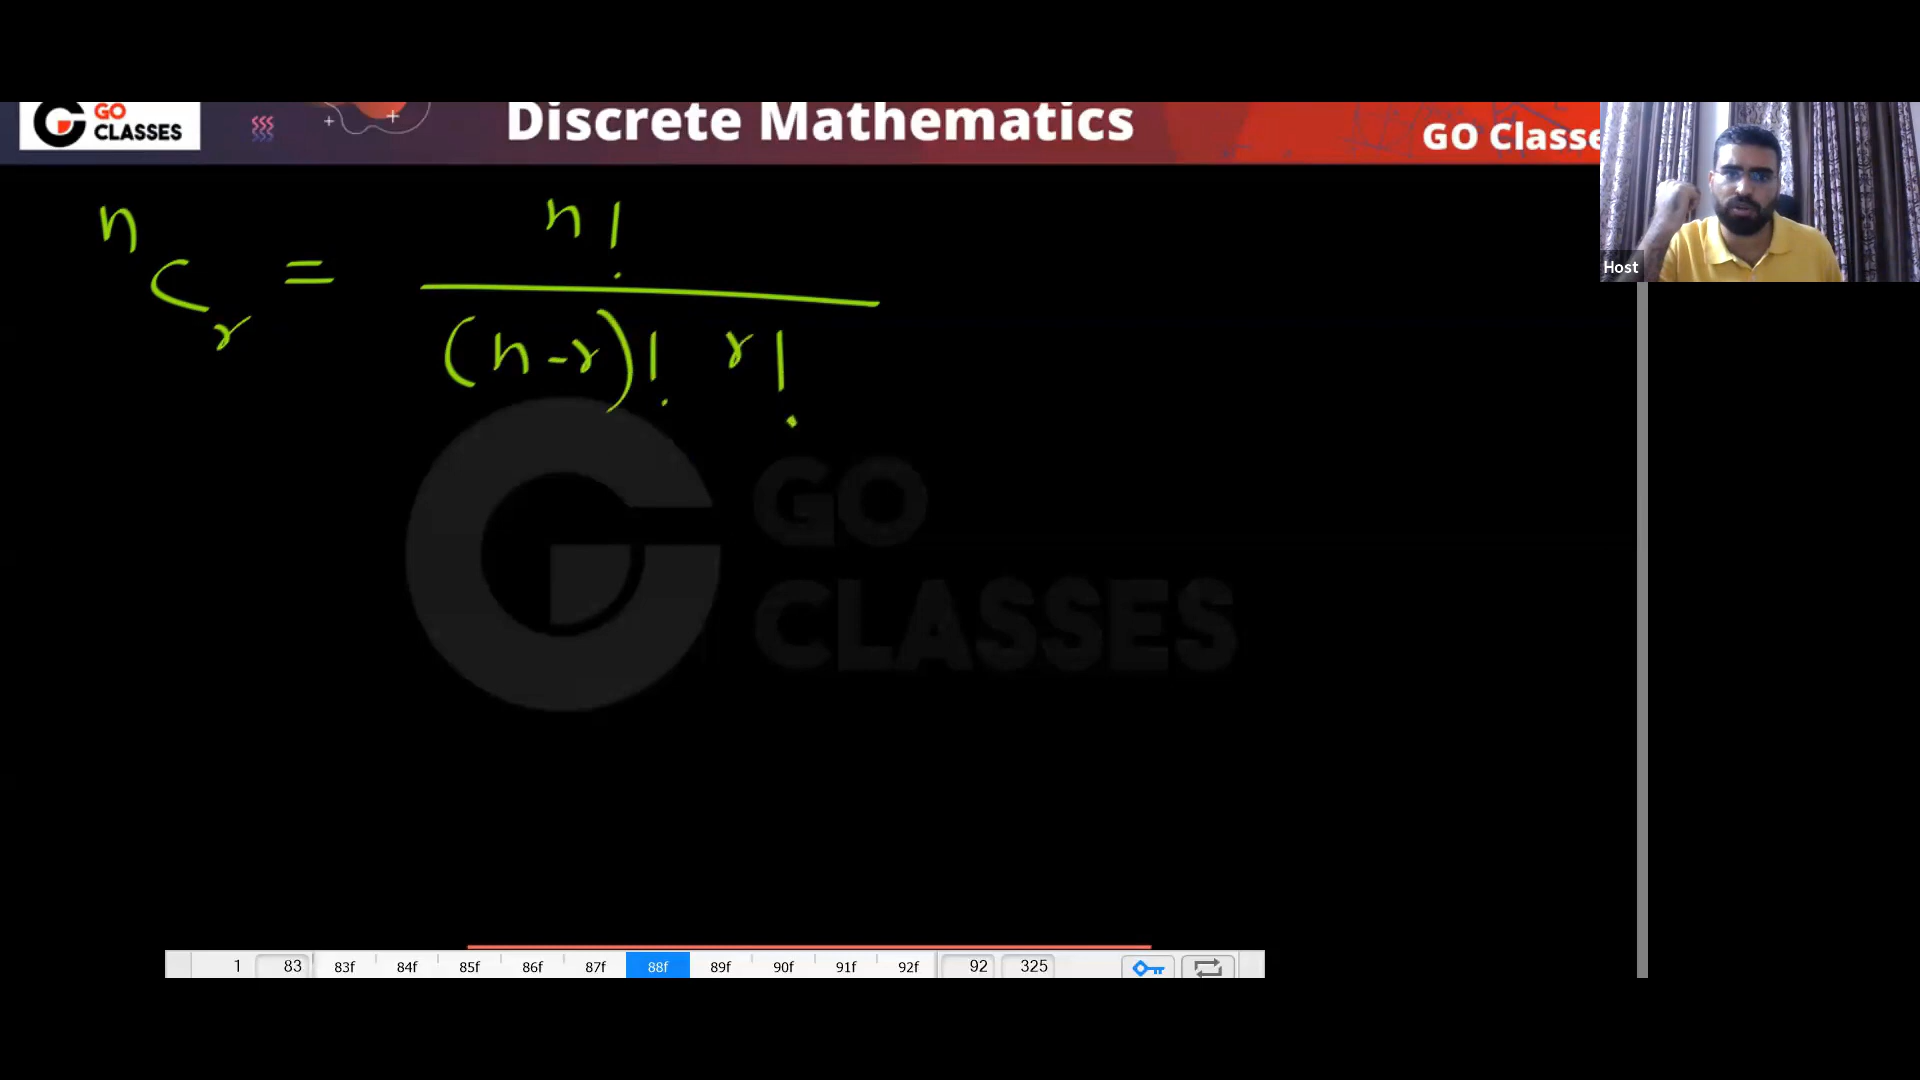 GO
CLASSES
Discrete Mathematics
GO Classe
Host
n C r = n!
(n-r)! r!
GO
CLASSES
1 83 83f 84f 85f 86f 87f 88f 89f 90f 91f 92f 92 325